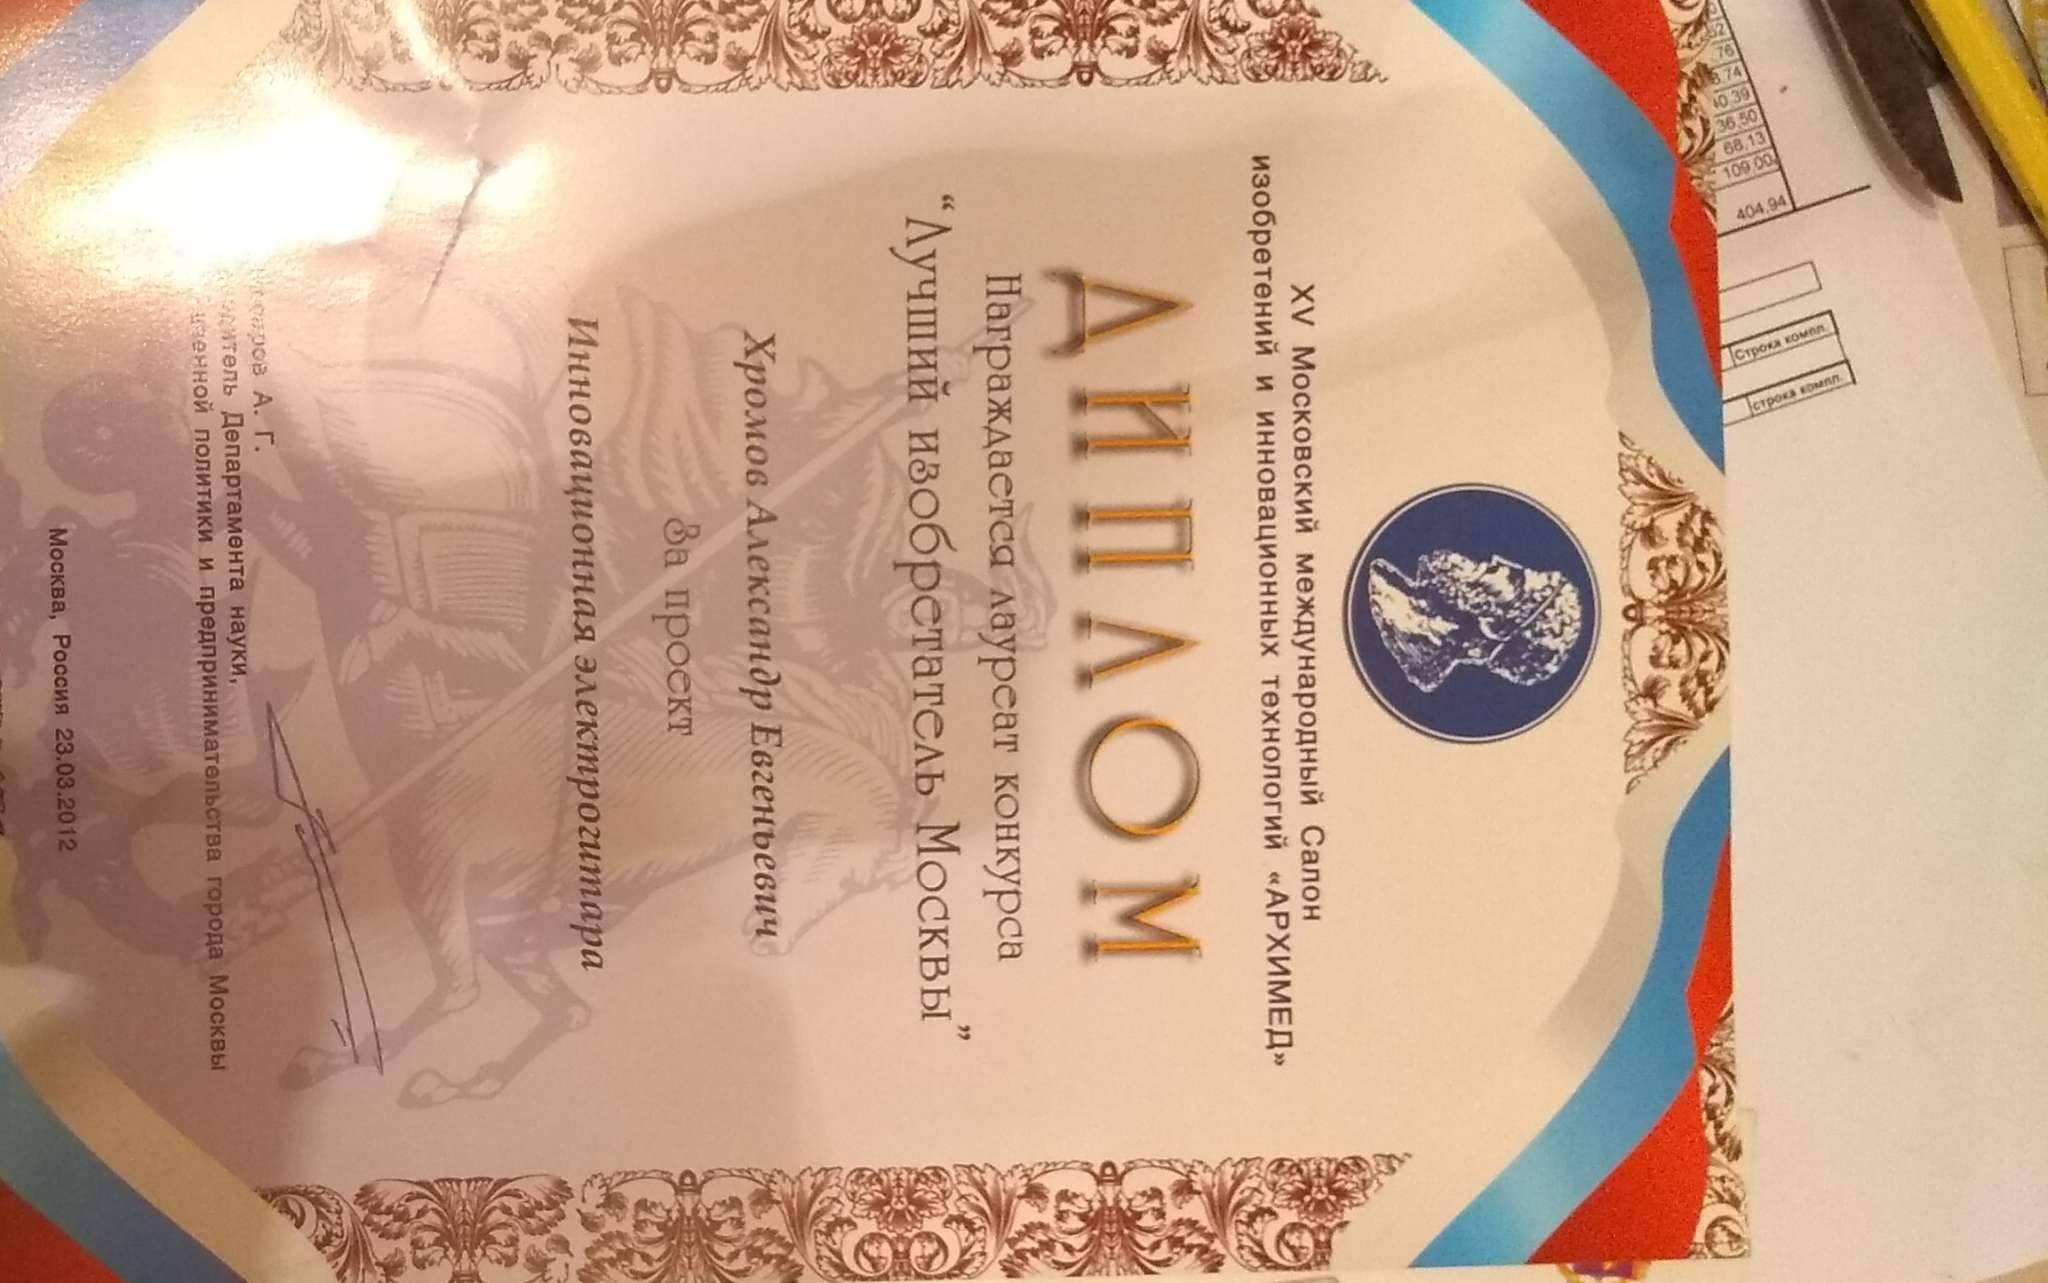 XV Московский международный Салон
изобретений и инновационных технологий «АРХИМЕД»
ДИПЛОМ
Награждается лауреат конкурса
“Лучший изобретатель Москвы”
Хромов Александр Евгеньевич
За проект
Инновационная электрогитара
А. Г.
Департамента науки,
политики и предпринимательства города Москвы
Москва, Россия 23.03.2012
76
36,50
68,13
109,00
404,94
Строка компл.
строка компл.